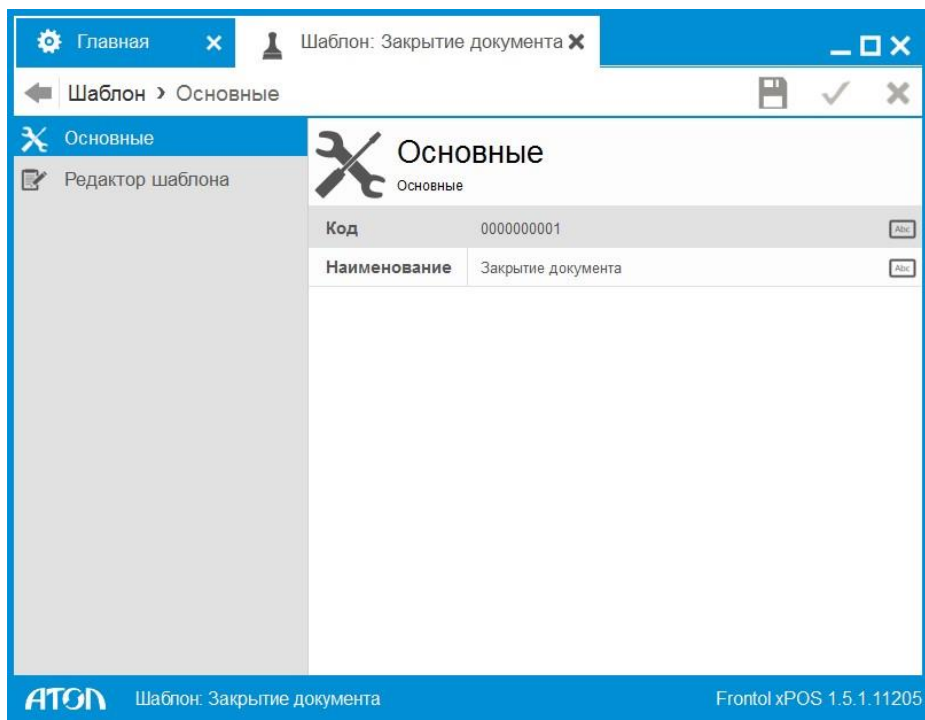 Главная
Шаблон: Закрытие документа
Шаблон › Основные
Основные
Редактор шаблона
Основные
Основные
Код 0000000001 Abc
Наименование Закрытие документа Abc
ATOL Шаблон: Закрытие документа Frontol xPOS 1.5.1.11205